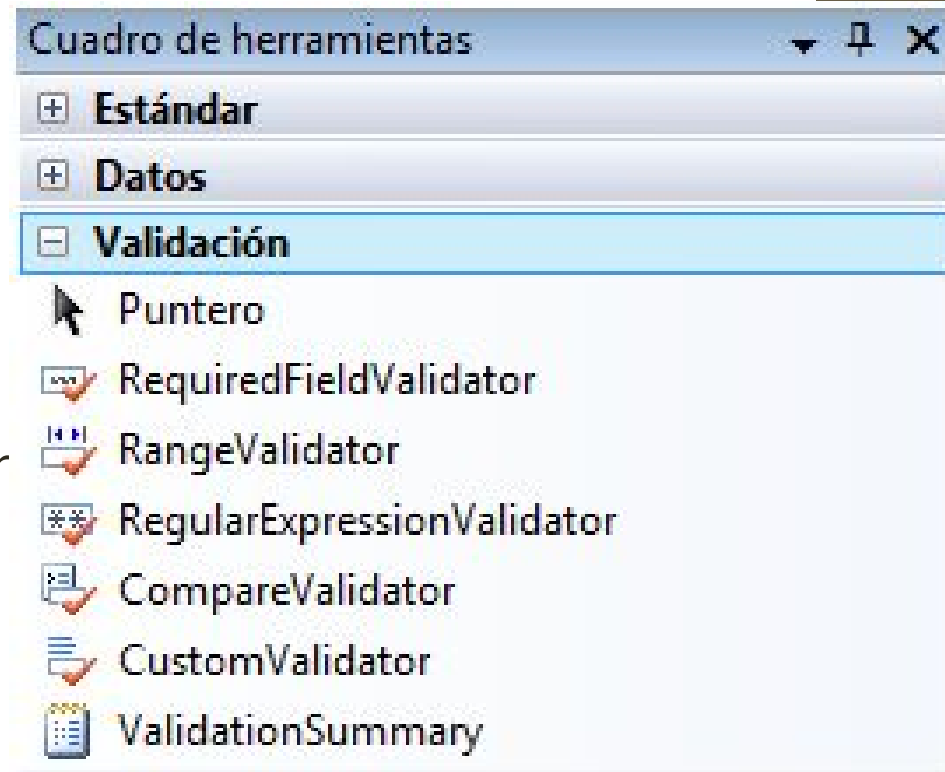 Cuadro de herramientas
Estándar
Datos
Validación
Puntero
RequiredFieldValidator
RangeValidator
RegularExpressionValidator
CompareValidator
CustomValidator
ValidationSummary